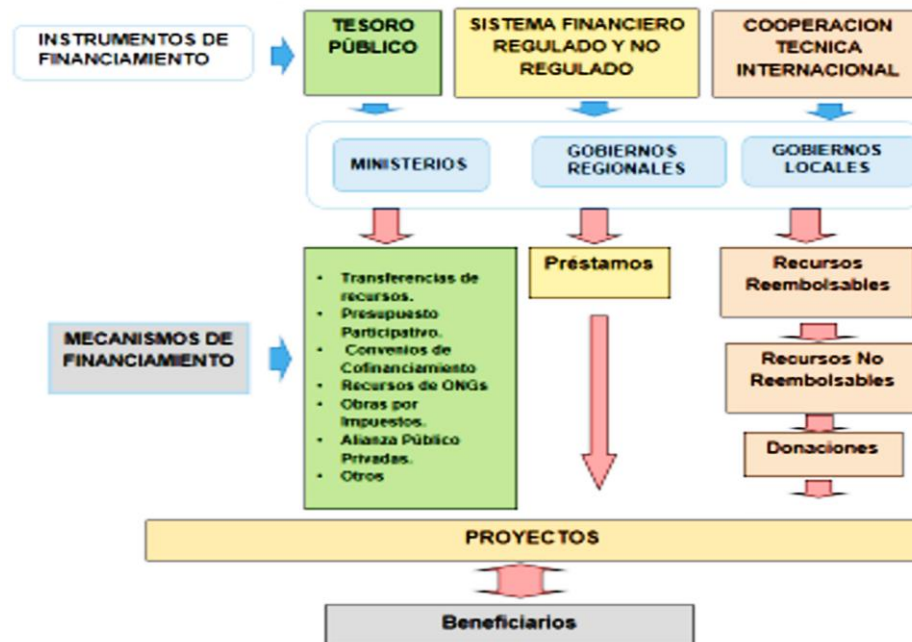 INSTRUMENTOS DE
FINANCIAMIENTO
TESORO
PÚBLICO
SISTEMA FINANCIERO
REGULADO Y NO
REGULADO
COOPERACION
TECNICA
INTERNACIONAL
MINISTERIOS
GOBIERNOS
REGIONALES
GOBIERNOS
LOCALES
MECANISMOS DE
FINANCIAMIENTO
• Transferencias de
recursos.
• Presupuesto
Participativo.
• Convenios de
Cofinanciamiento
• Recursos de ONGs
• Obras por
Impuestos.
• Alianza Público
Privadas.
• Otros
Préstamos
Recursos
Reembolsables
Recursos No
Reembolsables
Donaciones
PROYECTOS
Beneficiarios